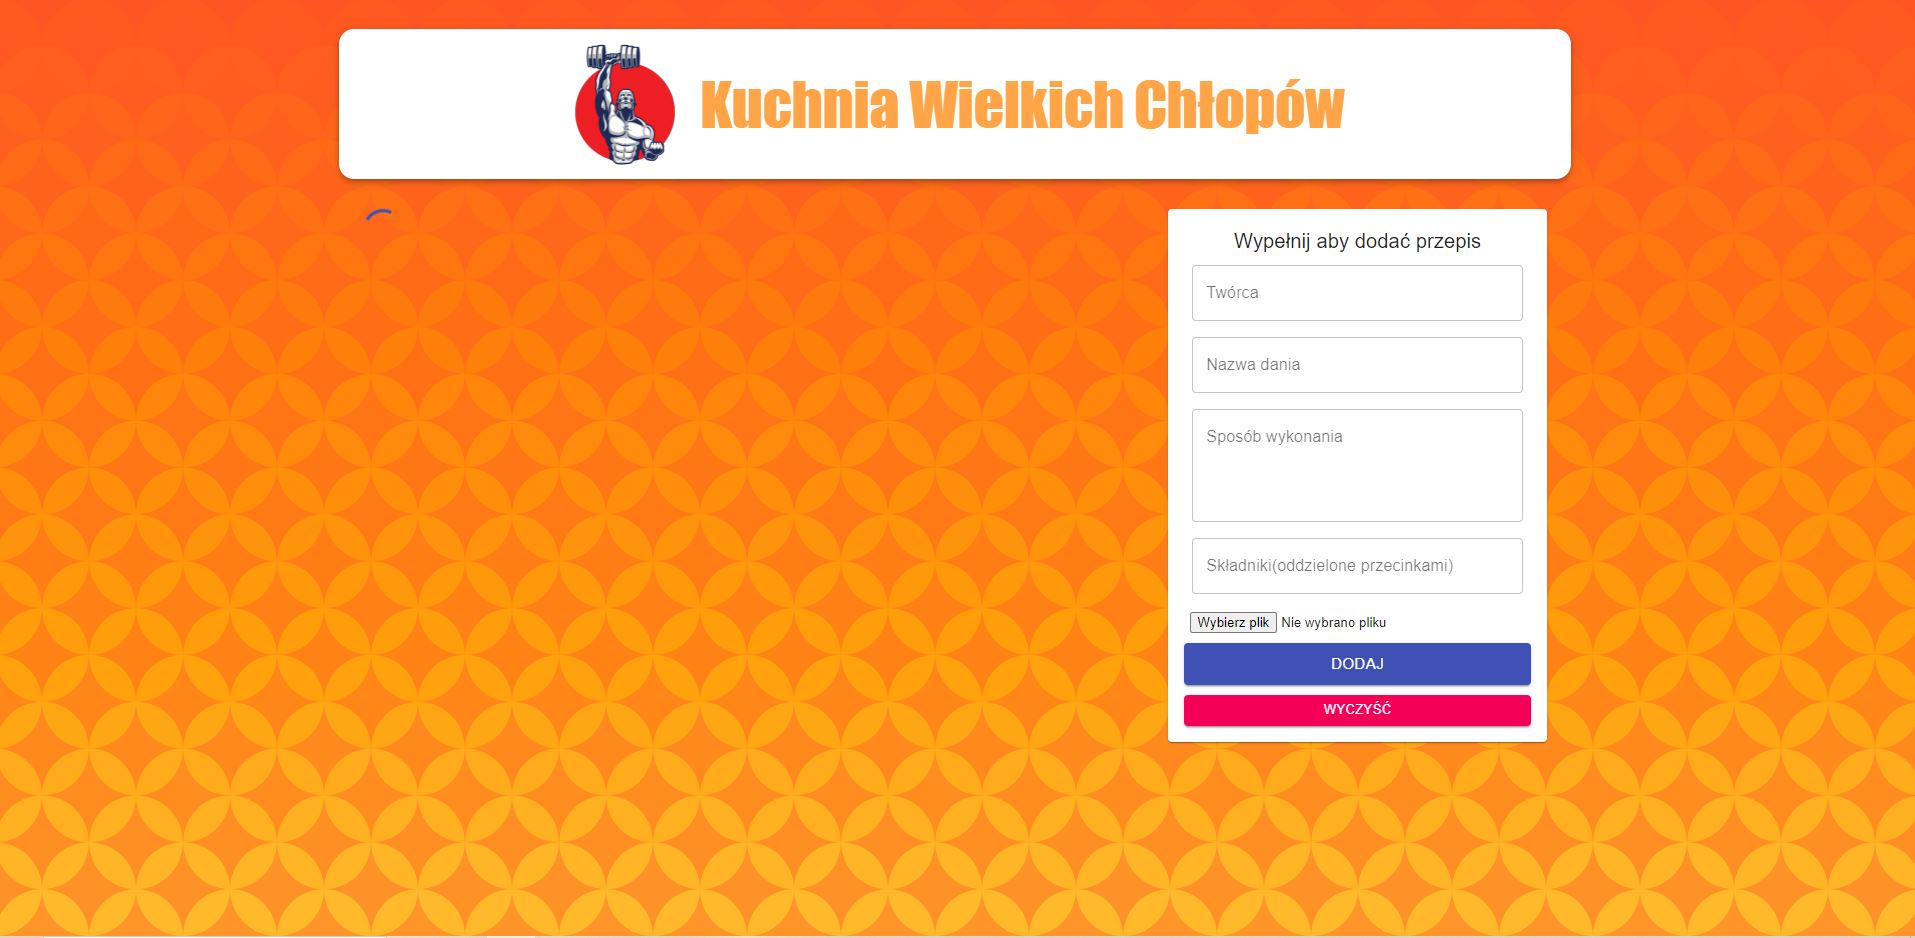 Kuchnia Wielkich Chłopów
Wypełnij aby dodać przepis
Twórca
Nazwa dania
Sposób wykonania
Składniki(oddzielone przecinkami)
Wybierz plik Nie wybrano pliku
DODAJ
WYCZYŚĆ